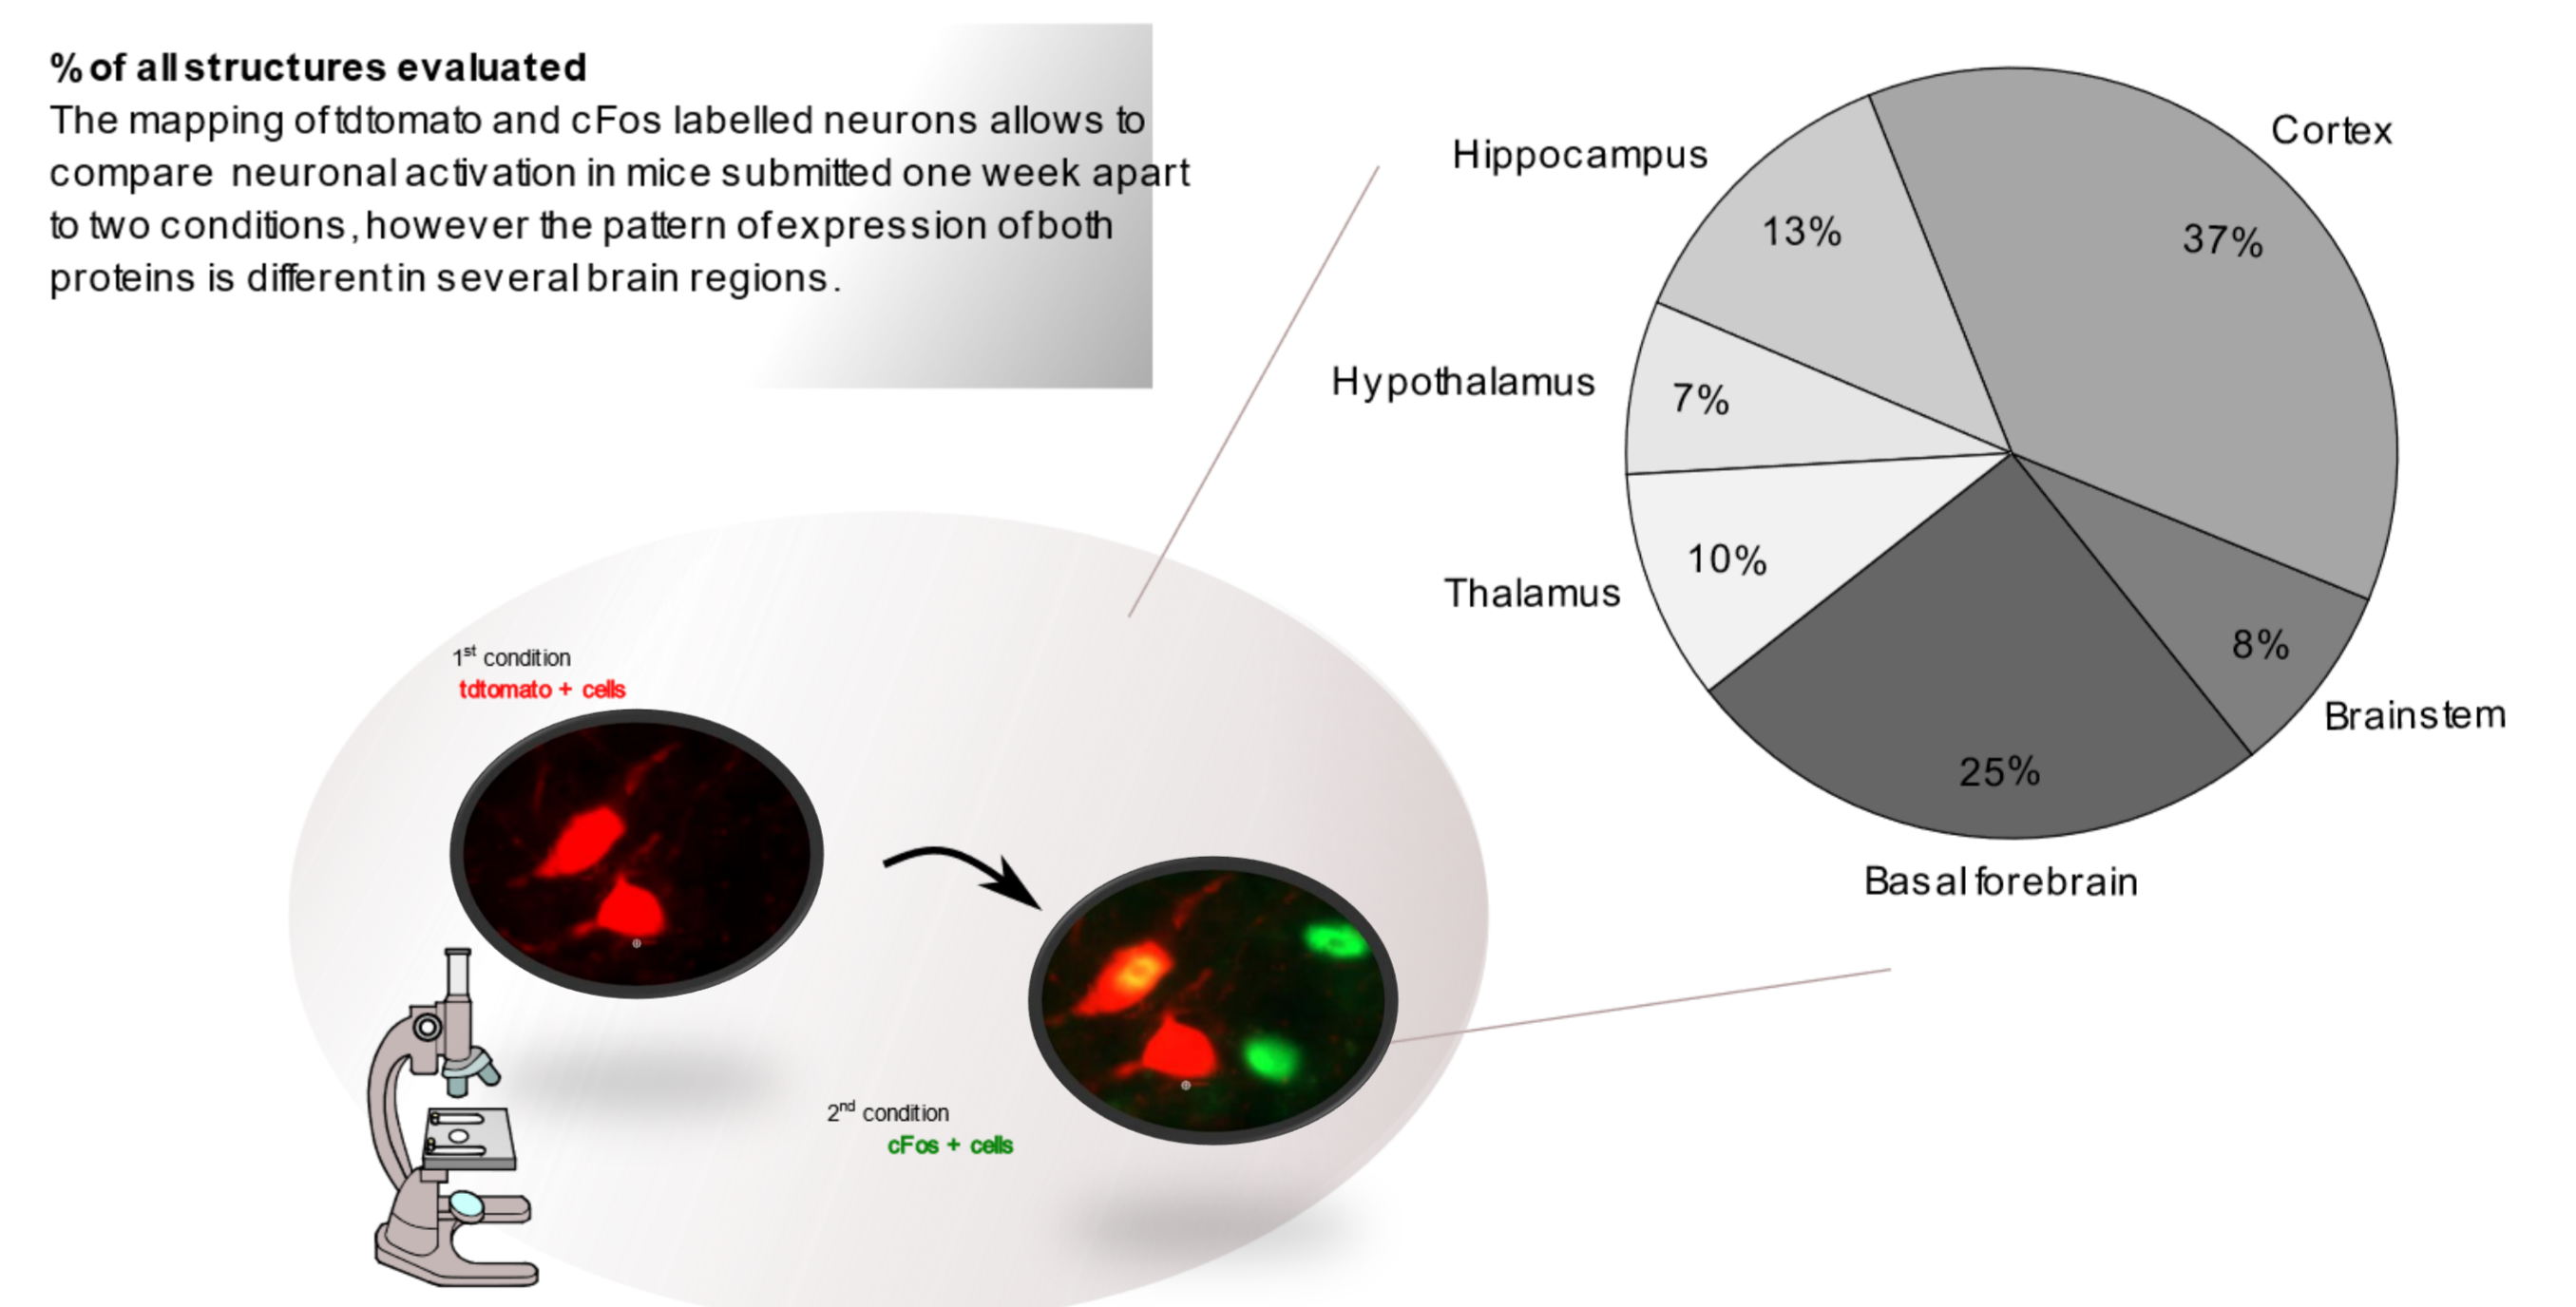 % of all structures evaluated
The mapping of tdtomato and cFos labelled neurons allows to
compare neuronal activation in mice submitted one week apart
to two conditions, however the pattern of expression of both
proteins is different in several brain regions.
Cortex
37%
Hippocampus
13%
Hypothalamus
7%
Thalamus
10%
8%
Brainstem
25%
Basal forebrain
1st condition
tdtomato + cells
2nd condition
cFos + cells